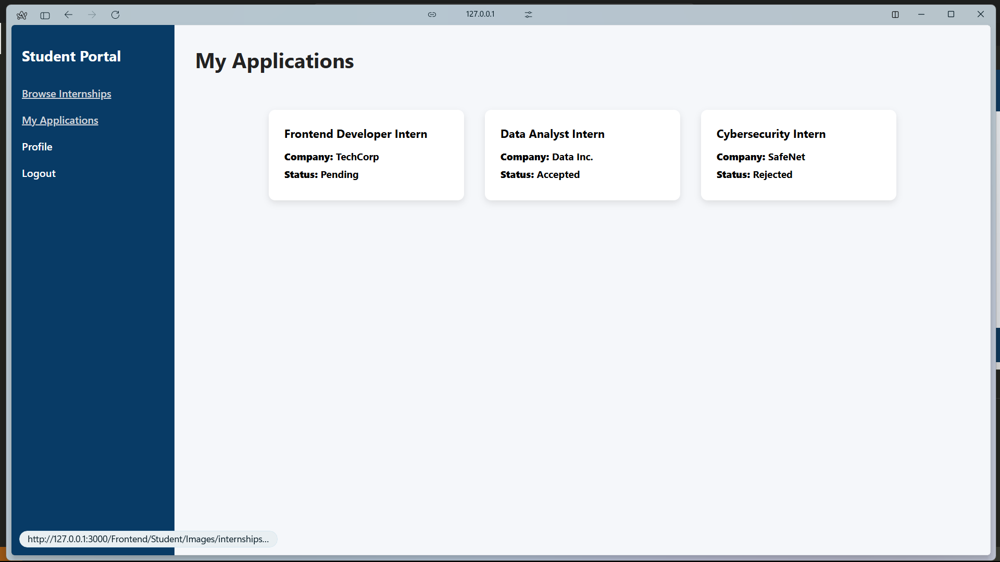 127.0.0.1
Student Portal
Browse Internships
My Applications
Profile
Logout
My Applications
Frontend Developer Intern
Company: TechCorp
Status: Pending
Data Analyst Intern
Company: Data Inc.
Status: Accepted
Cybersecurity Intern
Company: SafeNet
Status: Rejected
http://127.0.0.1:3000/Frontend/Student/Images/internships...